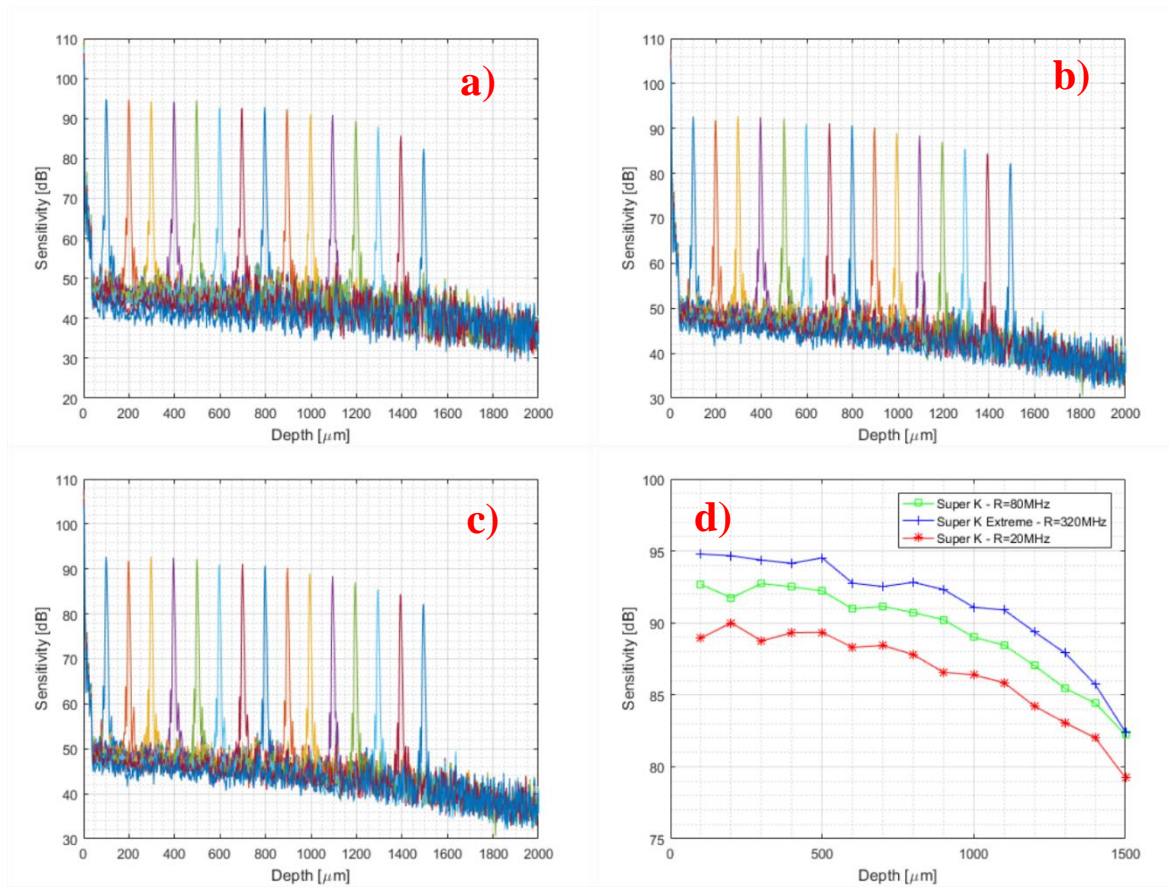 a)
110
100
90
80
70
60
50
40
30
20
Sensitivity [dB]
0 200 400 600 800 1000 1200 1400 1600 1800 2000
Depth [μm]
b)
110
100
90
80
70
60
50
40
30
Sensitivity [dB]
0 200 400 600 800 1000 1200 1400 1600 1800 2000
Depth [μm]
c)
110
100
90
80
70
60
50
40
30
Sensitivity [dB]
0 200 400 600 800 1000 1200 1400 1600 1800 2000
Depth [μm]
d)
Super K - R=80MHz
Super K Extreme - R=320MHz
Super K - R=20MHz
100
95
90
85
80
75
Sensitivity [dB]
0 500 1000 1500
Depth [μm]